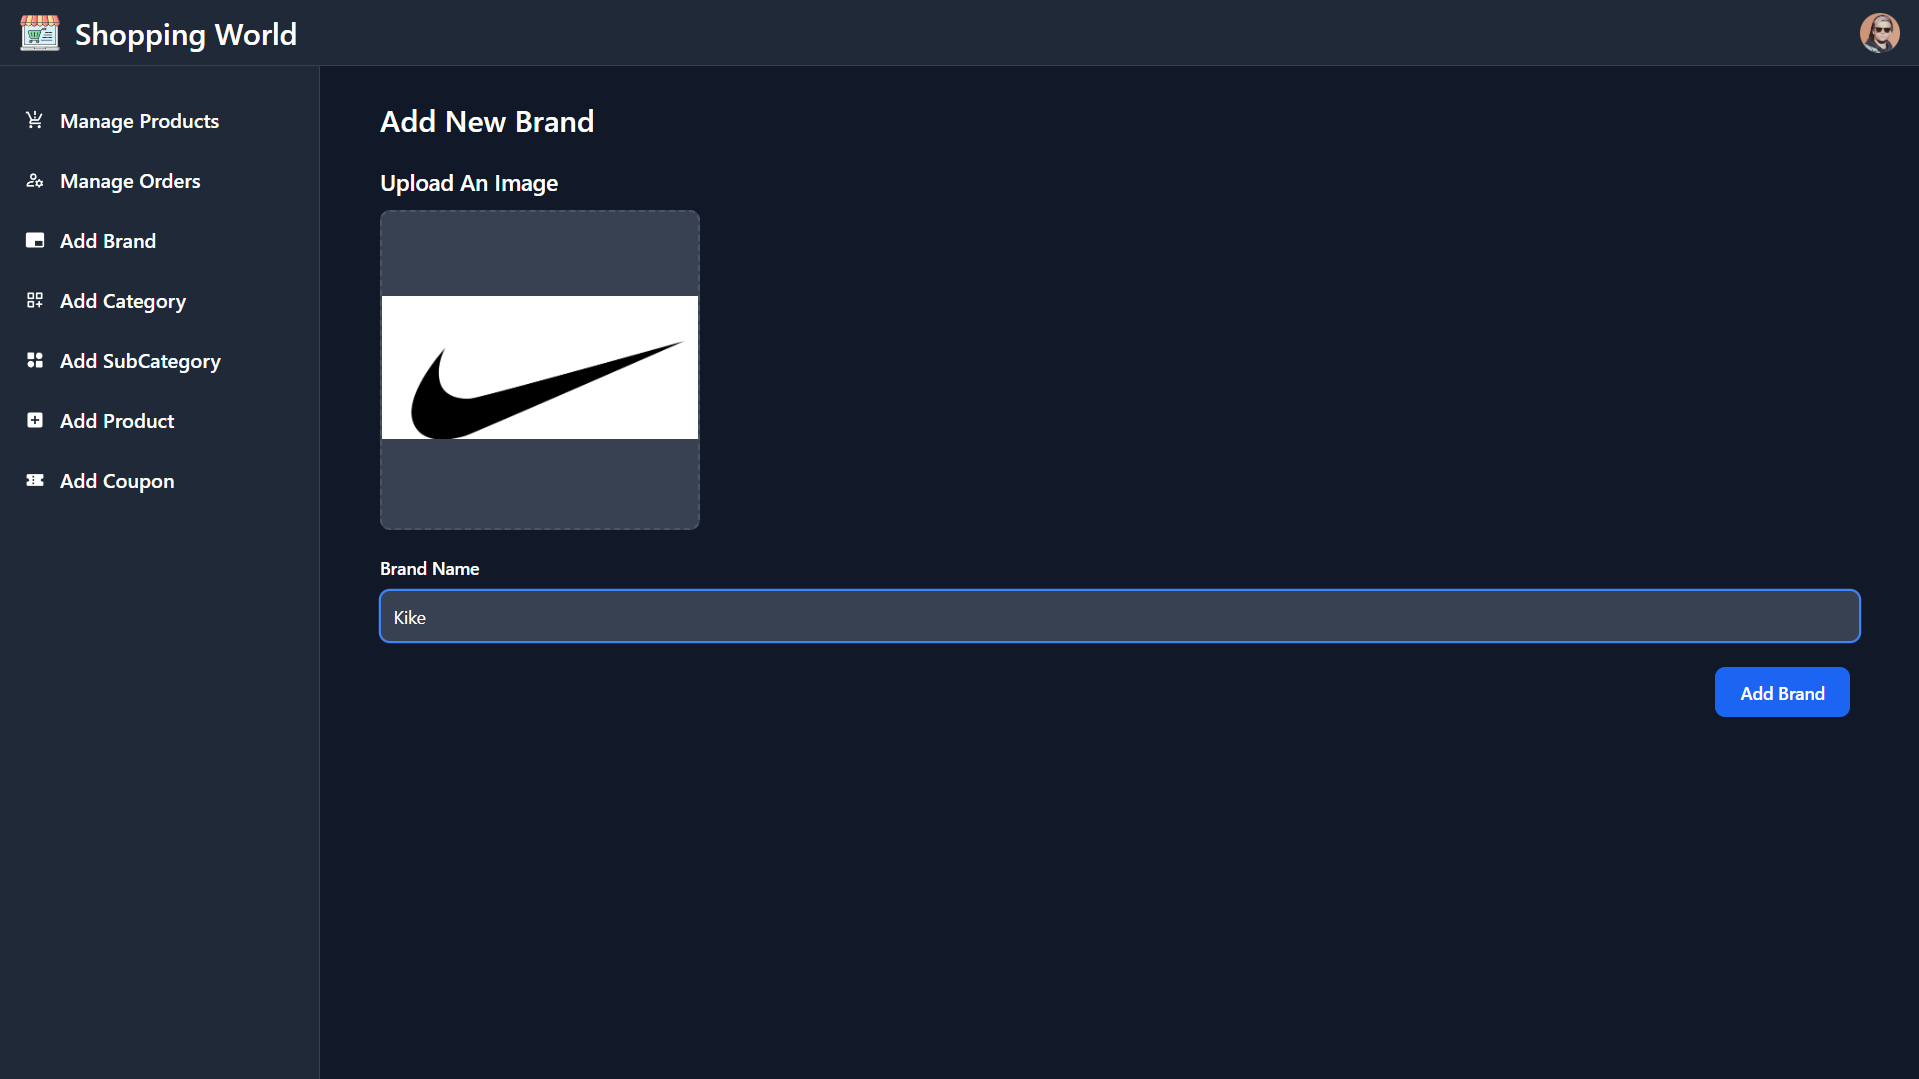 Shopping World
Manage Products
Manage Orders
Add Brand
Add Category
Add SubCategory
Add Product
Add Coupon
Add New Brand
Upload An Image
Brand Name
Kike
Add Brand